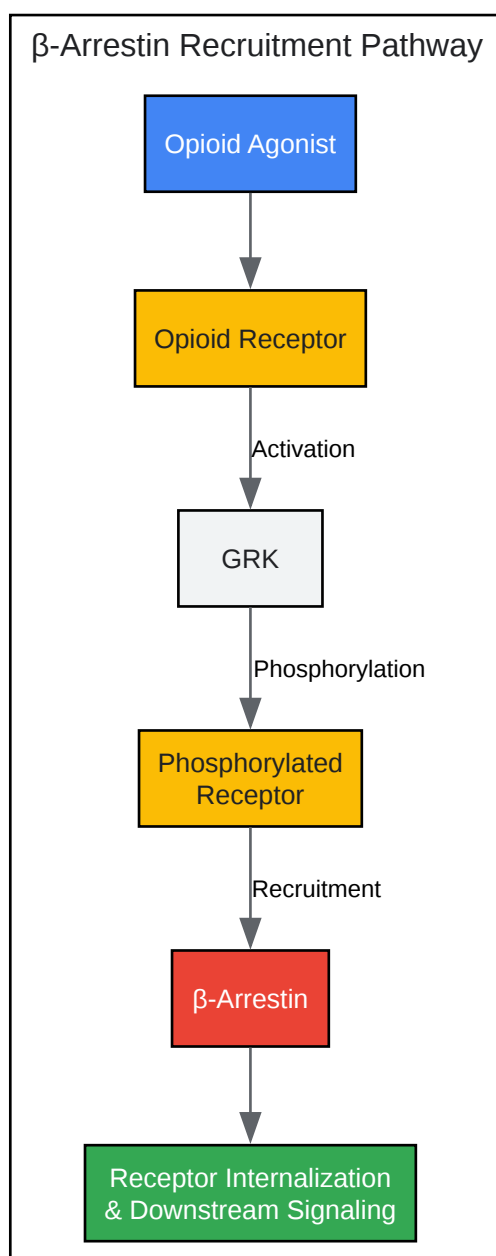 β-Arrestin Recruitment Pathway
Opioid Agonist
Opioid Receptor
Activation
GRK
Phosphorylation
Phosphorylated
Receptor
Recruitment
β-Arrestin
Receptor Internalization
& Downstream Signaling